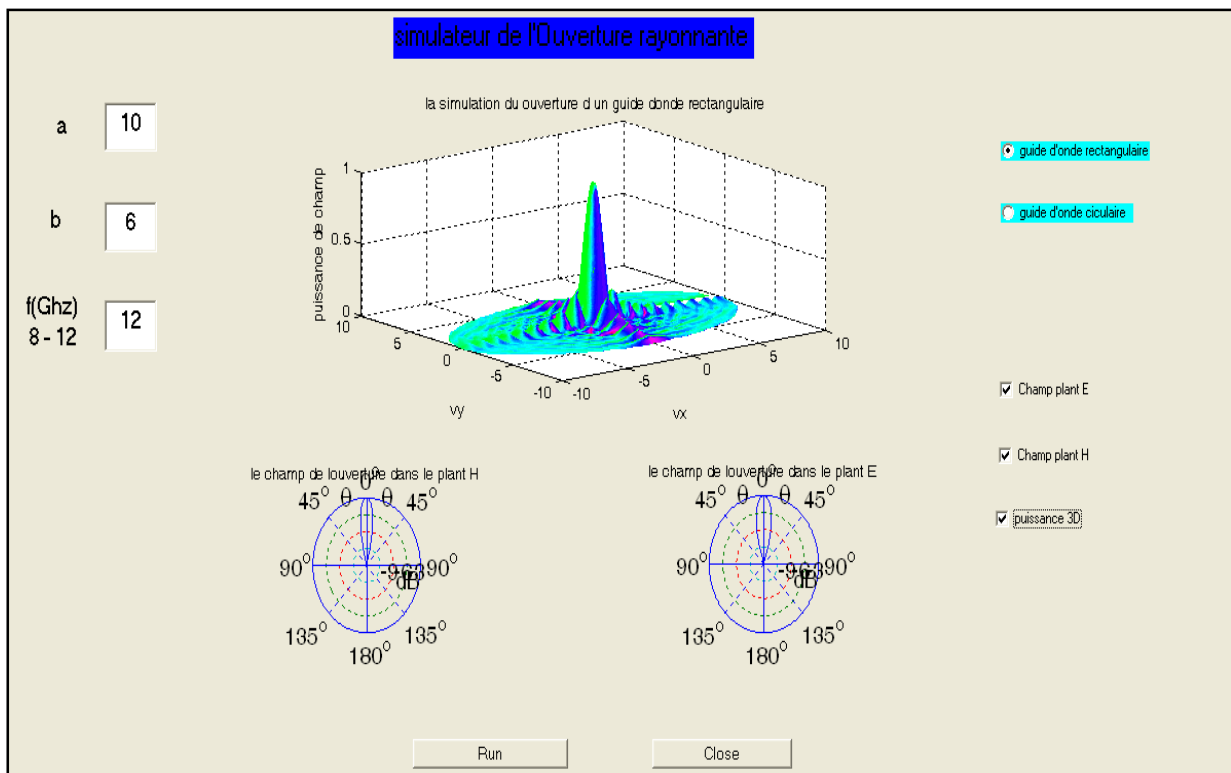 simulateur de l'Ouverture rayonnante
a
10
b
6
f(Ghz)
8 - 12
12
la simulation du ouverture d un guide donde rectangulaire
puissance de champ
1
0.5
0
10
5
0
-5
-10
-10
-5
0
5
10
vy
vx
guide d'onde rectangulaire
guide d'onde ciculaire
Champ plant E
Champ plant H
puissance 3D
le champ de louverture dans le plant H
0°
θ θ
45° 45°
90° 90°
dB
135° 135°
180°
le champ de louverture dans le plant E
0°
θ θ
45° 45°
90° 90°
dB
135° 135°
180°
Run
Close